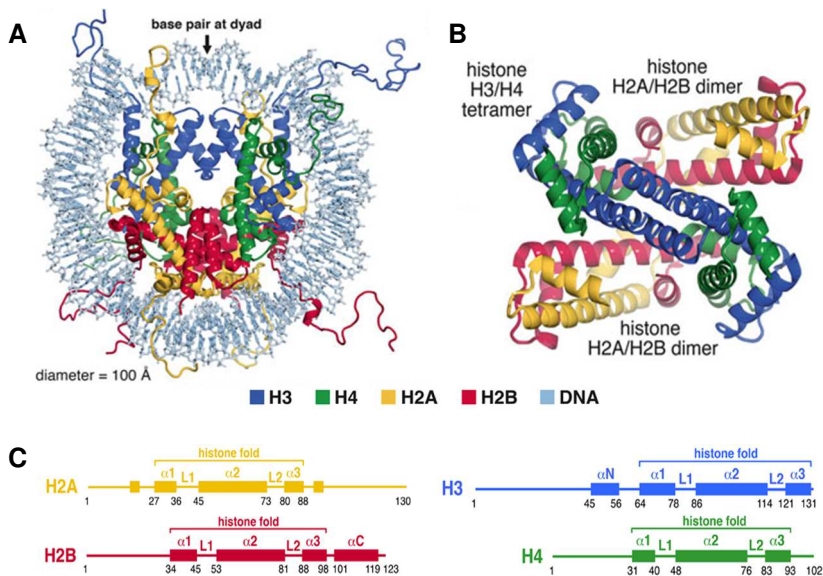 A
base pair at dyad
diameter = 100 Å
B
histone
H3/H4
tetramer
histone
H2A/H2B dimer
histone
H2A/H2B dimer
H3 H4 H2A H2B DNA
C
histone fold
α1 L1 α2 L2 α3
H2A
1 27 36 45 73 80 88 130
histone fold
α1 L1 α2 L2 α3 αC
H2B
1 34 45 53 81 88 98 101 119 123
histone fold
αN α1 L1 α2 L2 α3
H3
1 45 56 64 78 86 114 121 131
histone fold
α1 L1 α2 L2 α3
H4
1 31 40 48 76 83 93 102